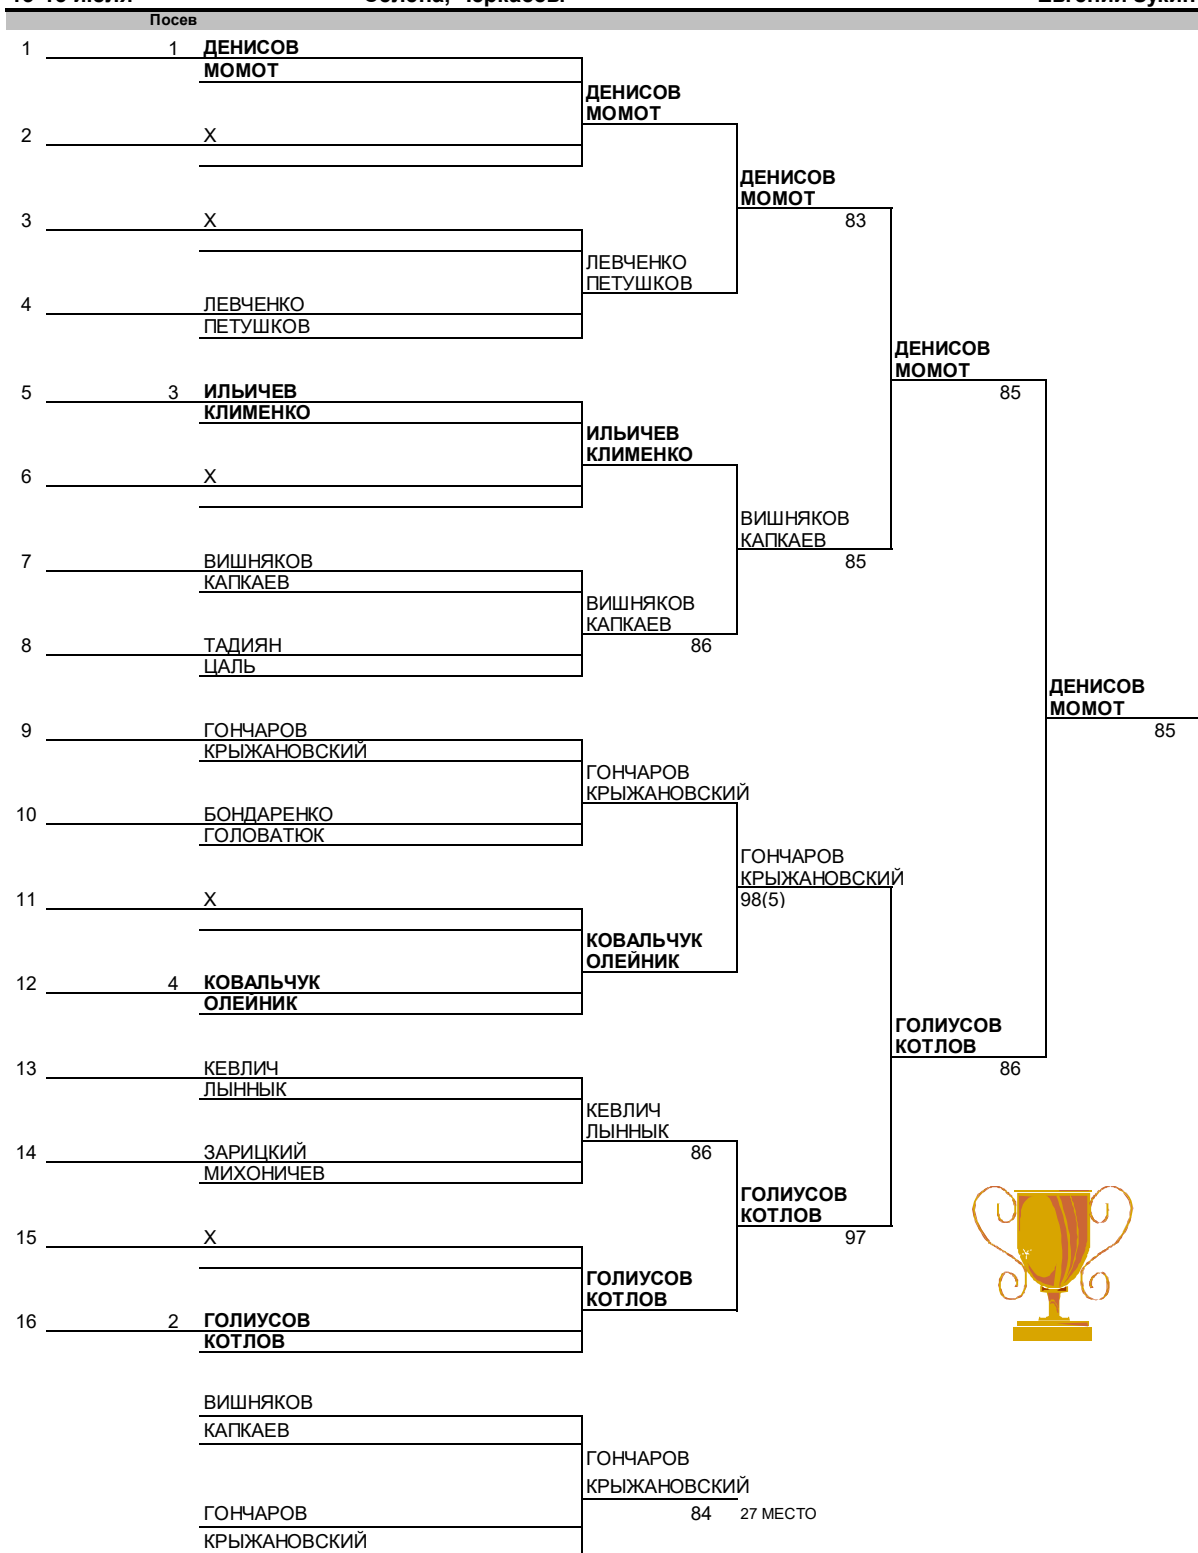 Посев
1 1 ДЕНИСОВ
МОМОТ
ДЕНИСОВ
МОМОТ
2 X
ДЕНИСОВ
МОМОТ
3 X 83
ЛЕВЧЕНКО
ПЕТУШКОВ
4 ЛЕВЧЕНКО
ПЕТУШКОВ
ДЕНИСОВ
МОМОТ
5 3 ИЛЬИЧЕВ 85
КЛИМЕНКО
ИЛЬИЧЕВ
КЛИМЕНКО
6 X
ВИШНЯКОВ
КАПКАЕВ
7 ВИШНЯКОВ 85
КАПКАЕВ
ВИШНЯКОВ
КАПКАЕВ
8 ТАДИЯН 86
ЦАЛЬ
ДЕНИСОВ
МОМОТ
9 ГОНЧАРОВ 85
КРЫЖАНОВСКИЙ
ГОНЧАРОВ
КРЫЖАНОВСКИЙ
10 БОНДАРЕНКО
ГОЛОВАТЮК
ГОНЧАРОВ
КРЫЖАНОВСКИЙ
11 X 98(5)
КОВАЛЬЧУК
ОЛЕЙНИК
12 4 КОВАЛЬЧУК
ОЛЕЙНИК
ГОЛИУСОВ
КОТЛОВ
13 КЕВЛИЧ 86
ЛЫННЫК
КЕВЛИЧ
ЛЫННЫК
14 ЗАРИЦКИЙ 86
МИХОНИЧЕВ
ГОЛИУСОВ
КОТЛОВ
15 X 97
ГОЛИУСОВ
КОТЛОВ
16 2 ГОЛИУСОВ
КОТЛОВ
ВИШНЯКОВ
КАПКАЕВ
ГОНЧАРОВ
КРЫЖАНОВСКИЙ
ГОНЧАРОВ 84 27 МЕСТО
КРЫЖАНОВСКИЙ